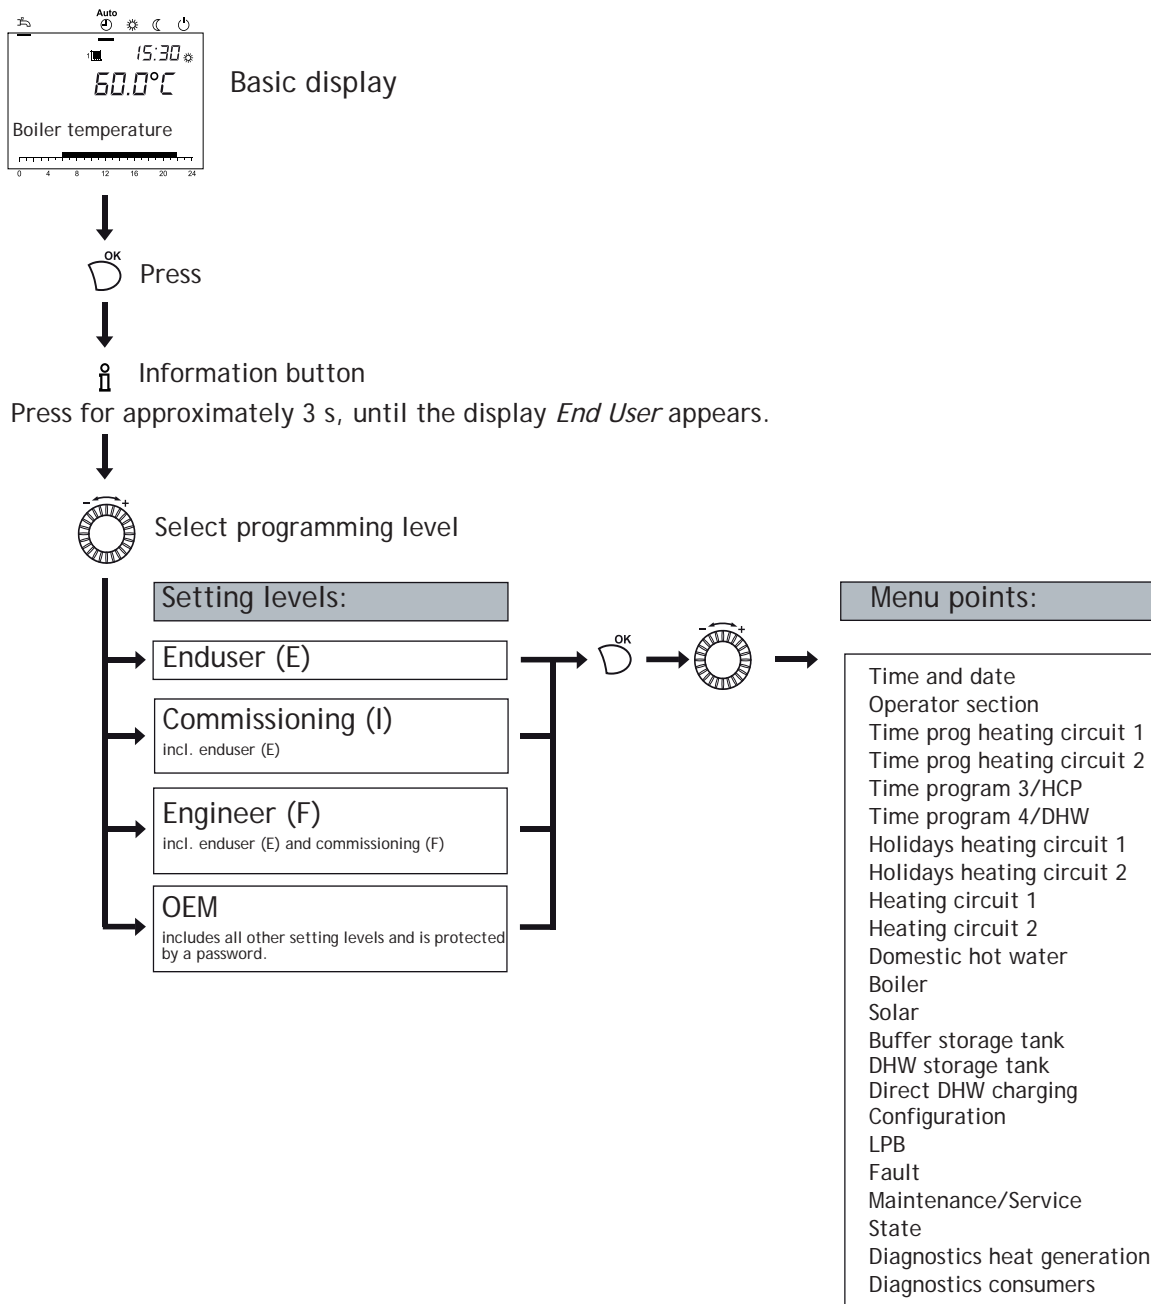 Auto
15:30
60.0°C
Basic display
Boiler temperature
0 4 8 12 16 20 24
OK
Press
Information button
Press for approximately 3 s, until the display End User appears.
- +
Select programming level
Setting levels:
Enduser (E)
Commissioning (I)
incl. enduser (E)
Engineer (F)
incl. enduser (E) and commissioning (F)
OEM
includes all other setting levels and is protected
by a password.
OK
- +
Menu points:
Time and date
Operator section
Time prog heating circuit 1
Time prog heating circuit 2
Time program 3/HCP
Time program 4/DHW
Holidays heating circuit 1
Holidays heating circuit 2
Heating circuit 1
Heating circuit 2
Domestic hot water
Boiler
Solar
Buffer storage tank
DHW storage tank
Direct DHW charging
Configuration
LPB
Fault
Maintenance/Service
State
Diagnostics heat generation
Diagnostics consumers